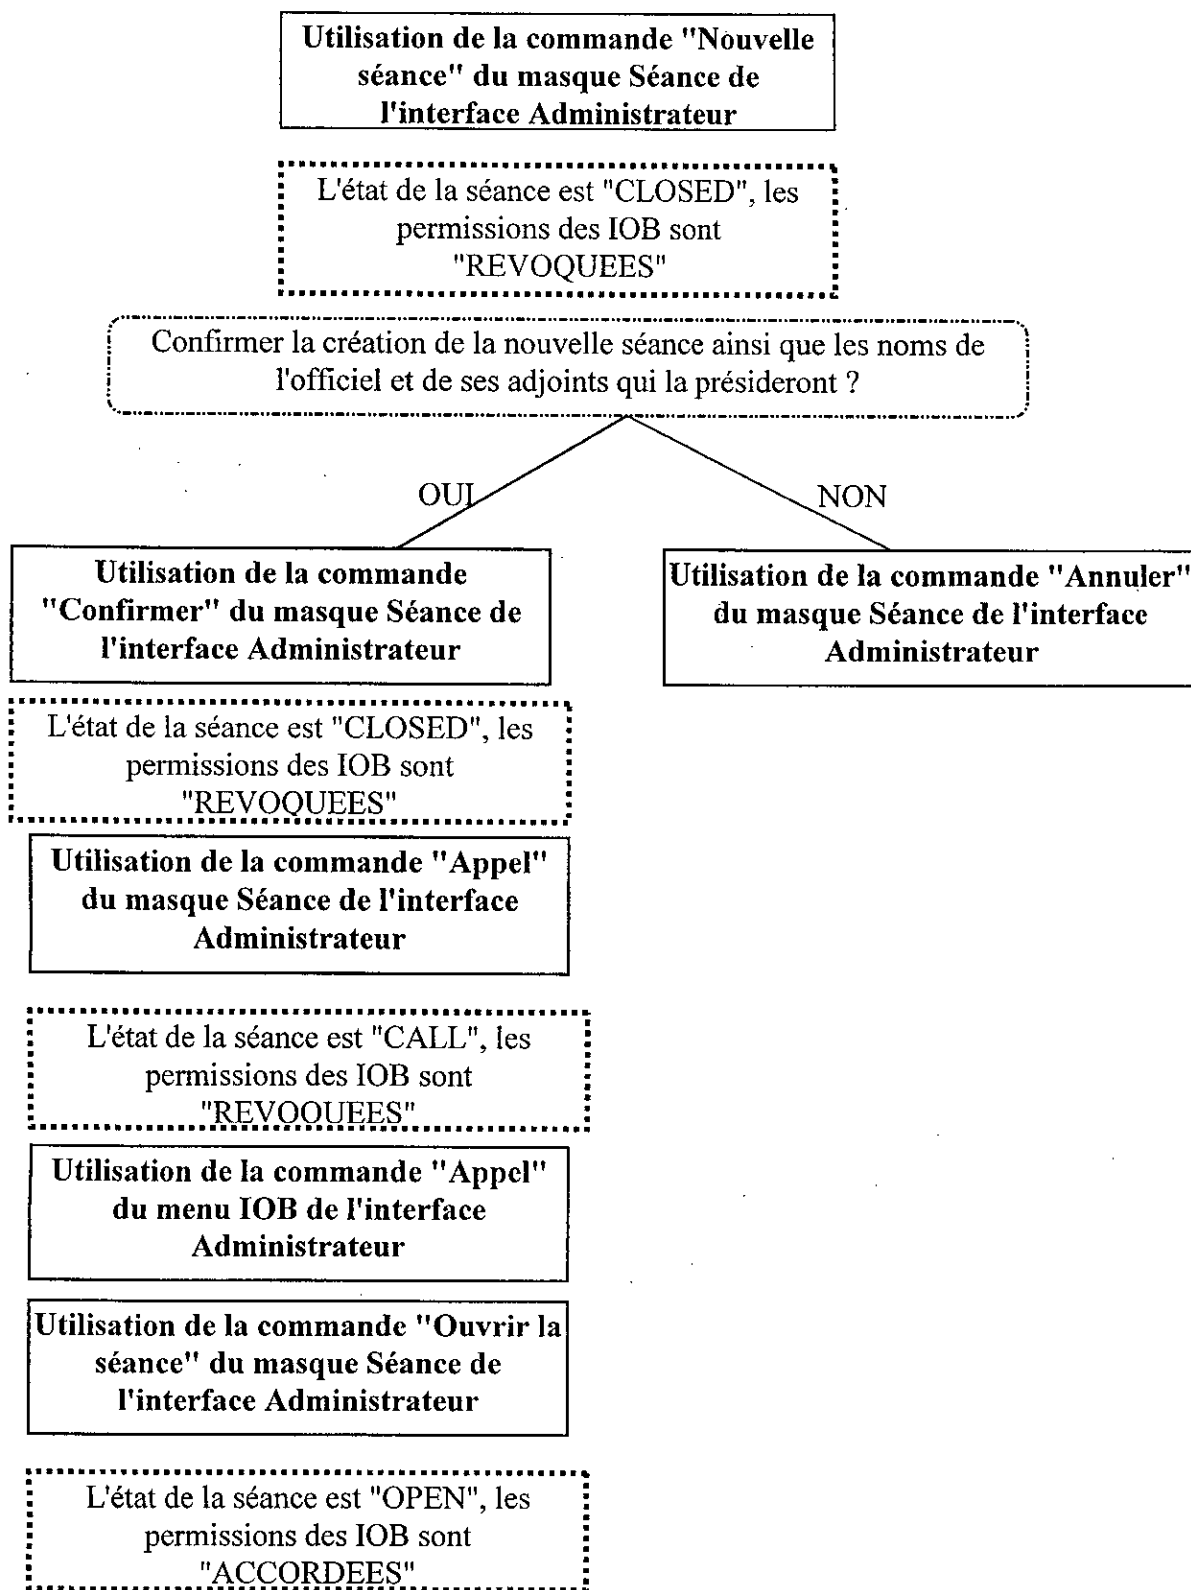 Utilisation de la commande "Nouvelle
séance" du masque Séance de
l'interface Administrateur
L'état de la séance est "CLOSED", les
permissions des IOB sont
"REVOQUEES"
Confirmer la création de la nouvelle séance ainsi que les noms de
l'officiel et de ses adjoints qui la présideront ?
OUI
NON
Utilisation de la commande
"Confirmer" du masque Séance de
l'interface Administrateur
Utilisation de la commande "Annuler"
du masque Séance de l'interface
Administrateur
L'état de la séance est "CLOSED", les
permissions des IOB sont
"REVOQUEES"
Utilisation de la commande "Appel"
du masque Séance de l'interface
Administrateur
L'état de la séance est "CALL", les
permissions des IOB sont
"REVOQUEES"
Utilisation de la commande "Appel"
du menu IOB de l'interface
Administrateur
Utilisation de la commande "Ouvrir la
séance" du masque Séance de
l'interface Administrateur
L'état de la séance est "OPEN", les
permissions des IOB sont
"ACCORDEES"